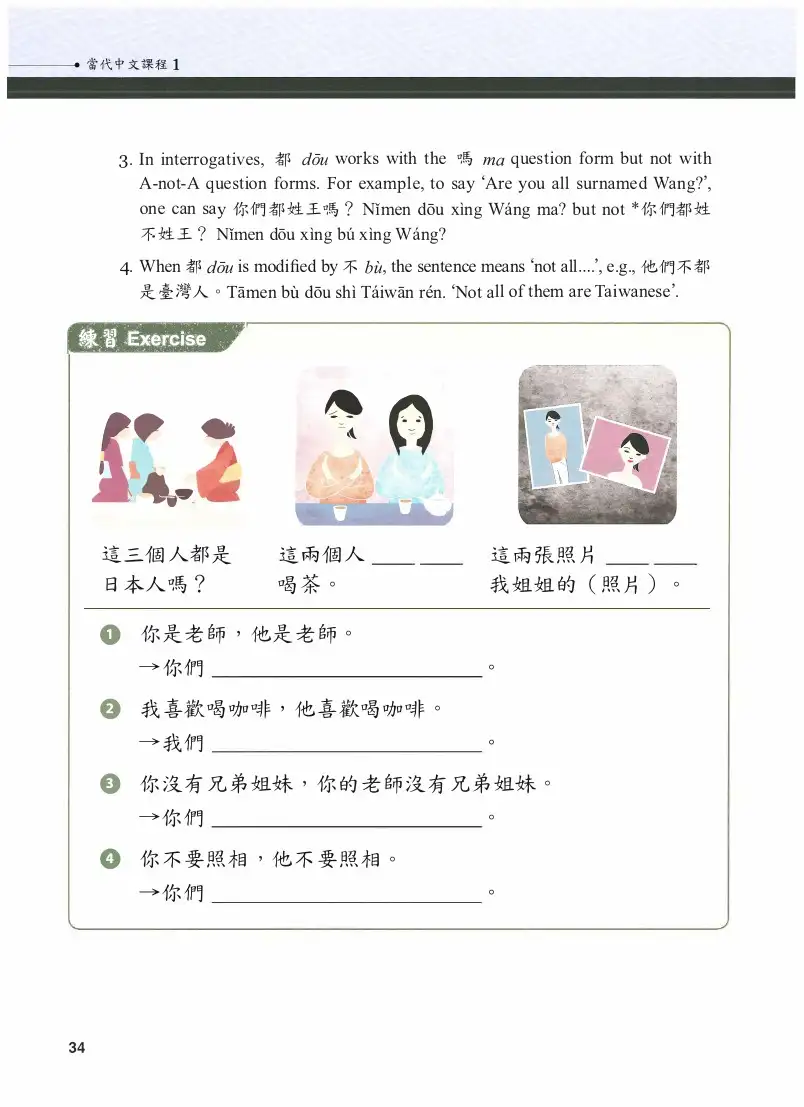 當代中文課程 1
3. In interrogatives, 都 dōu works with the 嗎 ma question form but not with
A-not-A question forms. For example, to say ‘Are you all surnamed Wang?’,
one can say 你們都姓王嗎？ Nǐmen dōu xìng Wáng ma? but not *你們都姓
不姓王？ Nǐmen dōu xìng bú xìng Wáng?
4. When 都 dōu is modified by 不 bù, the sentence means ‘not all....’, e.g., 他們不都
是臺灣人。Tāmen bù dōu shì Táiwān rén. ‘Not all of them are Taiwanese’.
練習 Exercise
這三個人都是
日本人嗎？
這兩個人 ____ ____
喝茶。
這兩張照片 ____ ____
我姐姐的（照片）。
1 你是老師，他是老師。
→你們 ______________________。
2 我喜歡喝咖啡，他喜歡喝咖啡。
→我們 ______________________。
3 你沒有兄弟姐妹，你的老師沒有兄弟姐妹。
→你們 ______________________。
4 你不要照相，他不要照相。
→你們 ______________________。
34